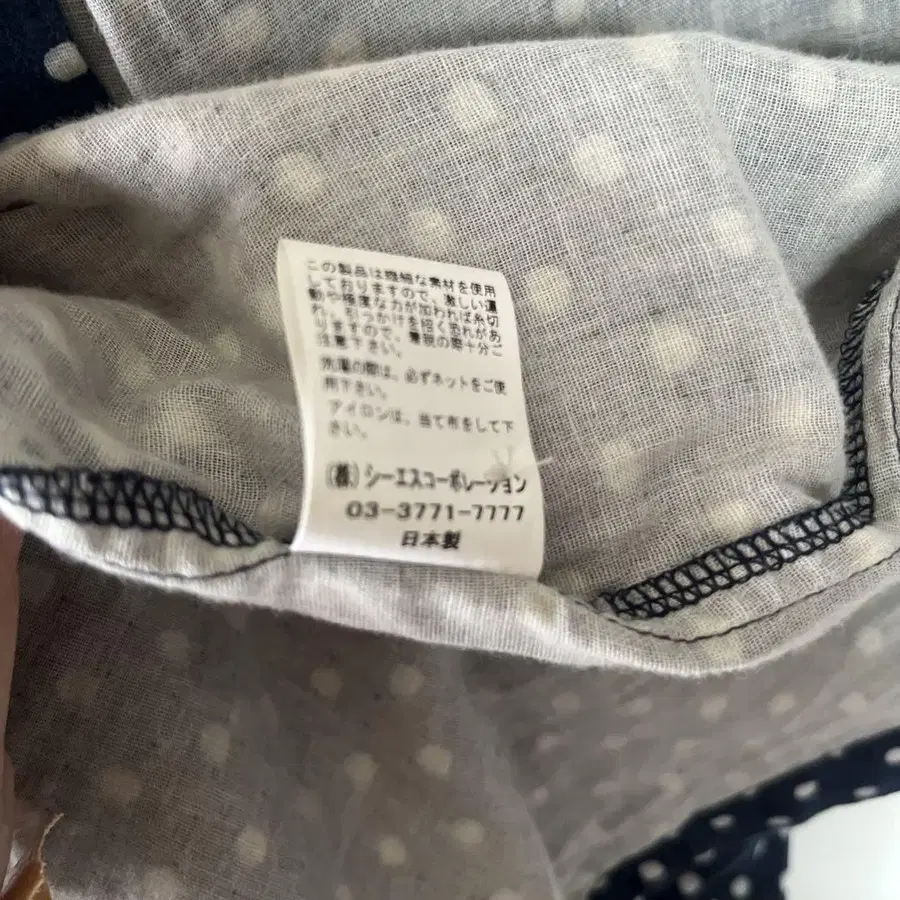 この製品は繊細な素材を使用
しておりますので、激しい運
動や極度な力が加われば糸切
れ、引っかけを招く恐れがあ
りますので、着脱の際十分ご
注意下さい。
洗濯の際は、必ずネットをご使
用下さい。
アイロンは、当て布をして下
さい。
(株)シーエスコーポレーション
03-3771-7777
日本製